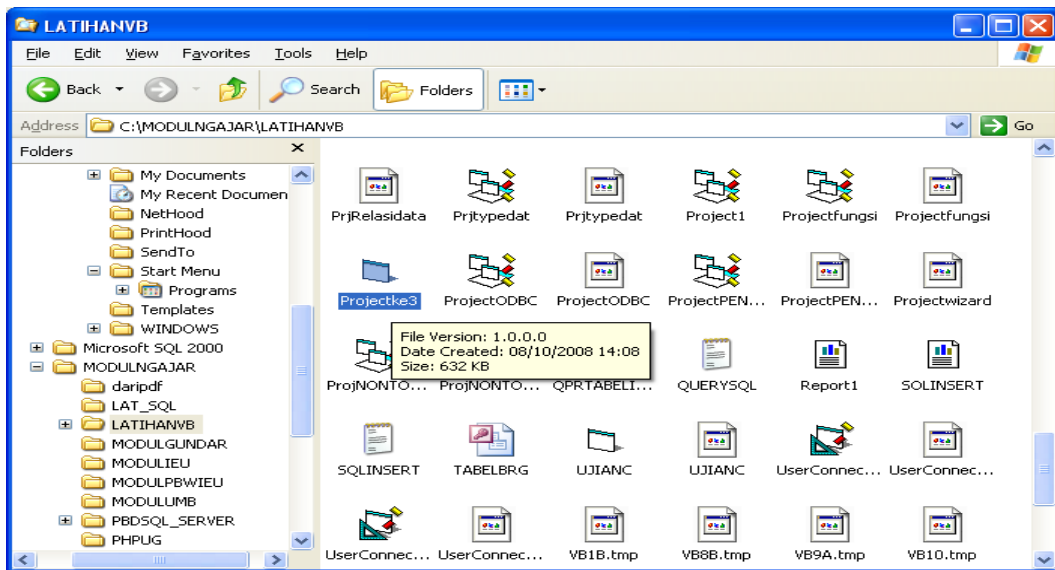 LATIHANVB
File Edit View Favorites Tools Help
Back Search Folders
Address C:\MODULNGAJAR\LATIHANVB Go
Folders
My Documents
My Recent Documen
NetHood
PrintHood
SendTo
Start Menu
Programs
Templates
WINDOWS
Microsoft SQL 2000
MODULNGAJAR
daripdf
LAT_SQL
LATIHANVB
MODULGUNDAR
MODULIEU
MODULPBWIEU
MODULUMB
PBDSQL_SERVER
PHPUG
PrjRelasidata Prjtypedat Prjtypedat Project1 Projectfungsi Projectfungsi
Projectke3 ProjectODBC ProjectODBC ProjectPEN... ProjectPEN... Projectwizard
File Version: 1.0.0.0
Date Created: 08/10/2008 14:08
Size: 632 KB
ProjNONTO... ProjNONTO... QPRTABELI... QUERYSQL Report1 SOLINSERT
SQLINSERT TABELBRG UJIANC UJIANC UserConnec... UserConnec...
UserConnec... UserConnec... VB1B.tmp VB8B.tmp VB9A.tmp VB10.tmp